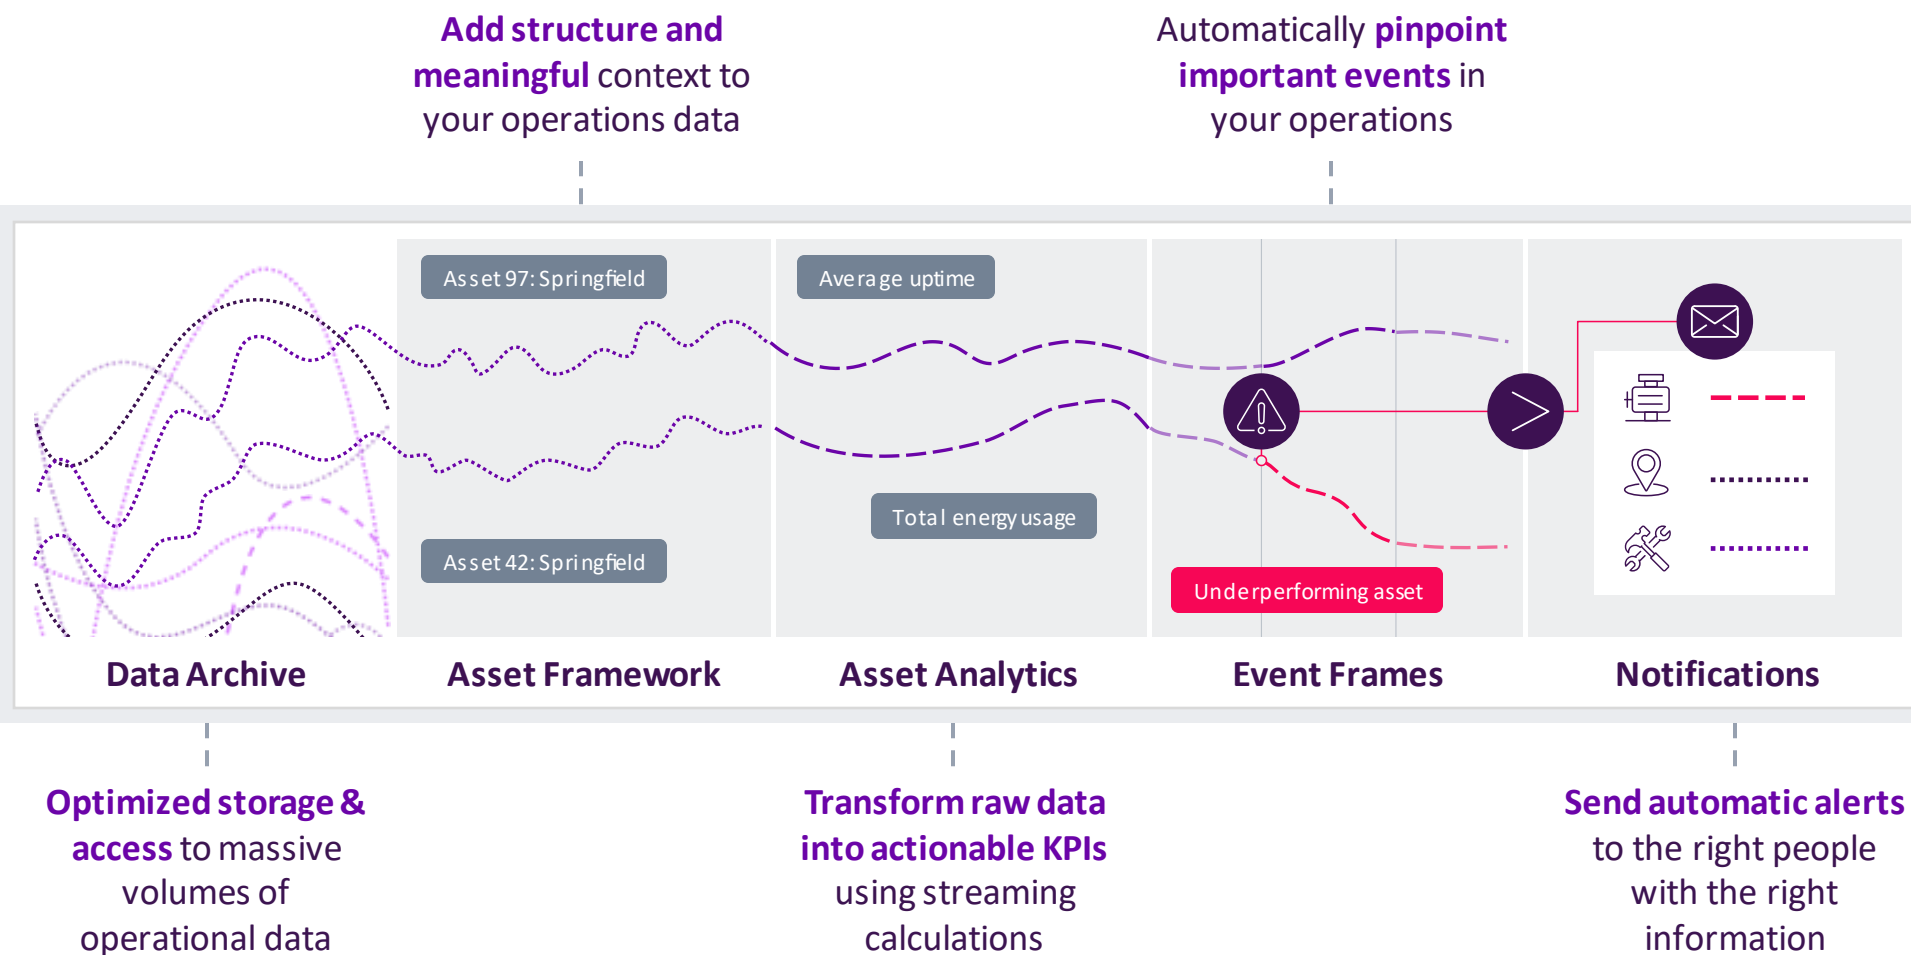 Add structure and
meaningful context to
your operations data
Automatically pinpoint
important events in
your operations
Asset 97: Springfield
Average uptime
Total energy usage
Asset 42: Springfield
Underperforming asset
Data Archive
Asset Framework
Asset Analytics
Event Frames
Notifications
Optimized storage &
access to massive
volumes of
operational data
Transform raw data
into actionable KPIs
using streaming
calculations
Send automatic alerts
to the right people
with the right
information